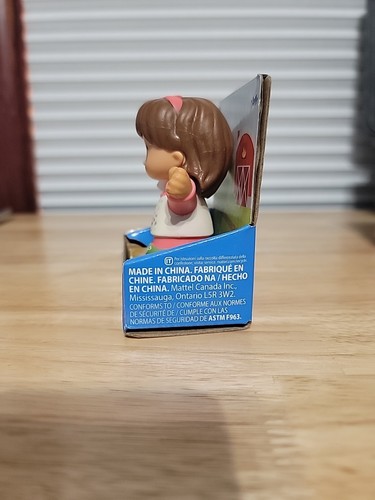 MADE IN CHINA. FABRIQUÉ EN
CHINE. FABRICADO NA / HECHO
EN CHINA. Mattel Canada Inc.,
Mississauga, Ontario L5R 3W2.
CONFORMS TO / CONFORME AUX NORMES
DE SÉCURITÉ DE / CUMPLE CON LAS
NORMAS DE SEGURIDAD DE ASTM F963.